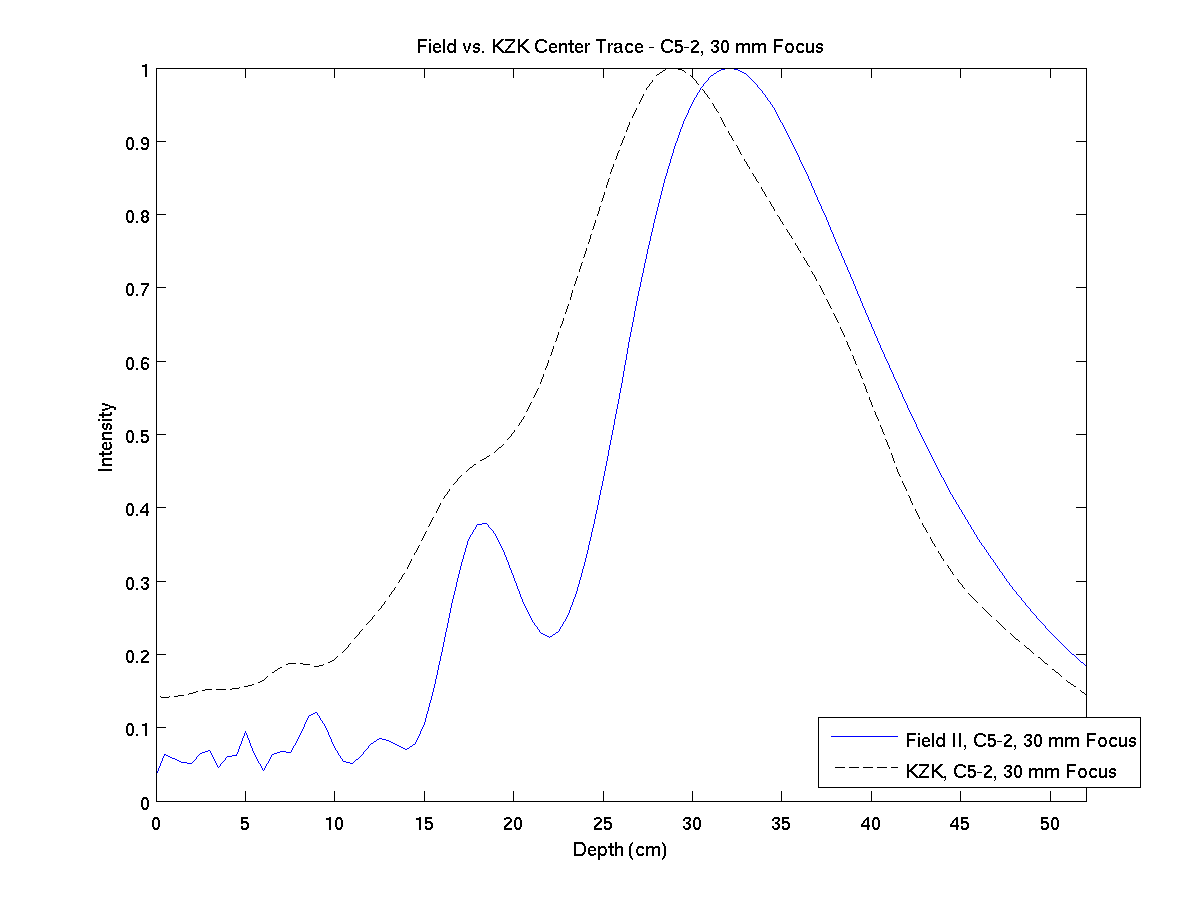 Field vs. KZK Center Trace - C5-2, 30 mm Focus
1
0.9
0.8
0.7
0.6
0.5
0.4
0.3
0.2
0.1
0
Intensity
0 5 10 15 20 25 30 35 40 45 50
Depth (cm)
Field II, C5-2, 30 mm Focus
KZK, C5-2, 30 mm Focus